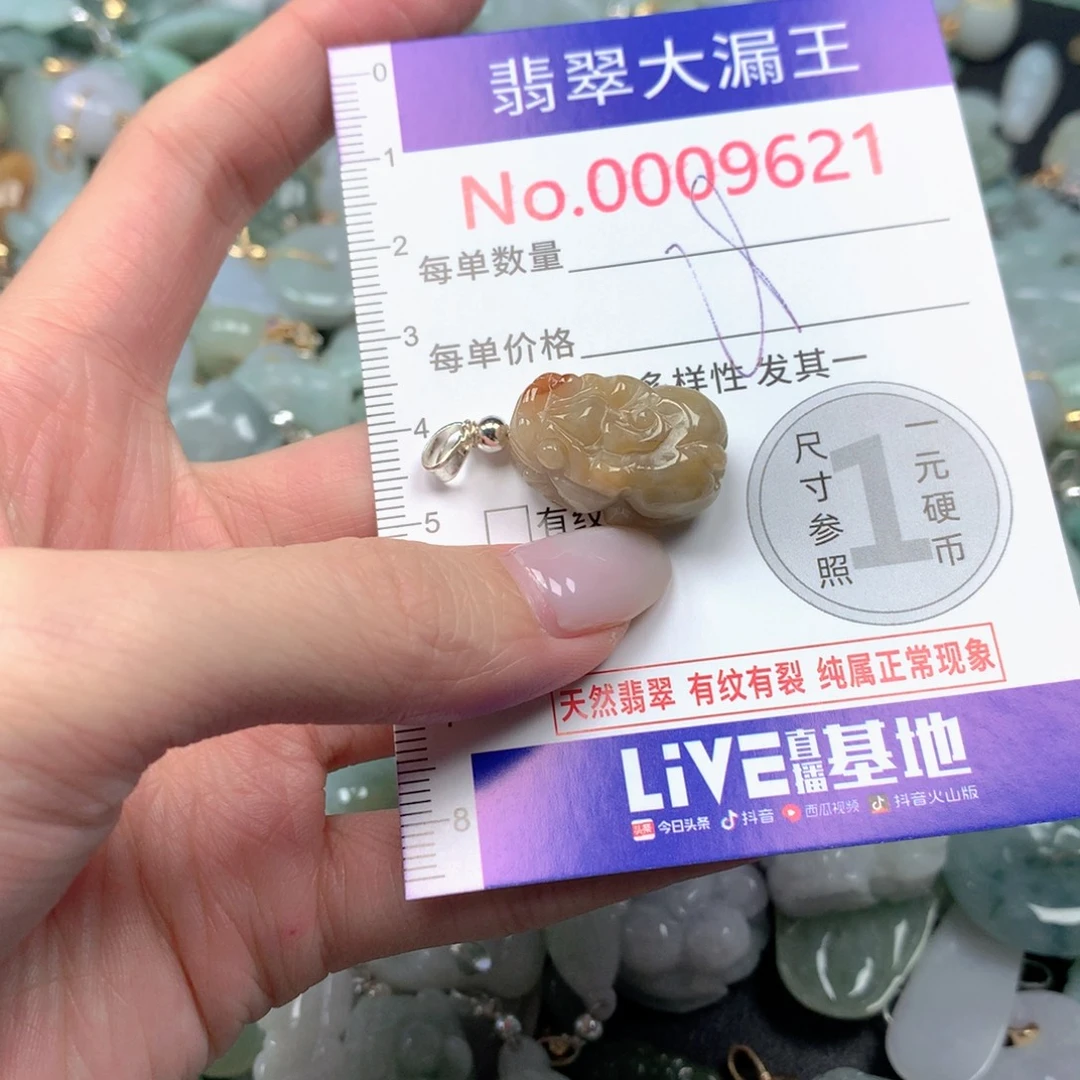 翡翠大漏王
No.0009621
每单数量
每单价格
多样性 发其一
有纹
尺寸参照
1
一元硬币
天然翡翠 有纹有裂 纯属正常现象
LiVE直播基地
头条 今日头条 抖音 西瓜视频 抖音火山版
0
1
2
3
4
5
8